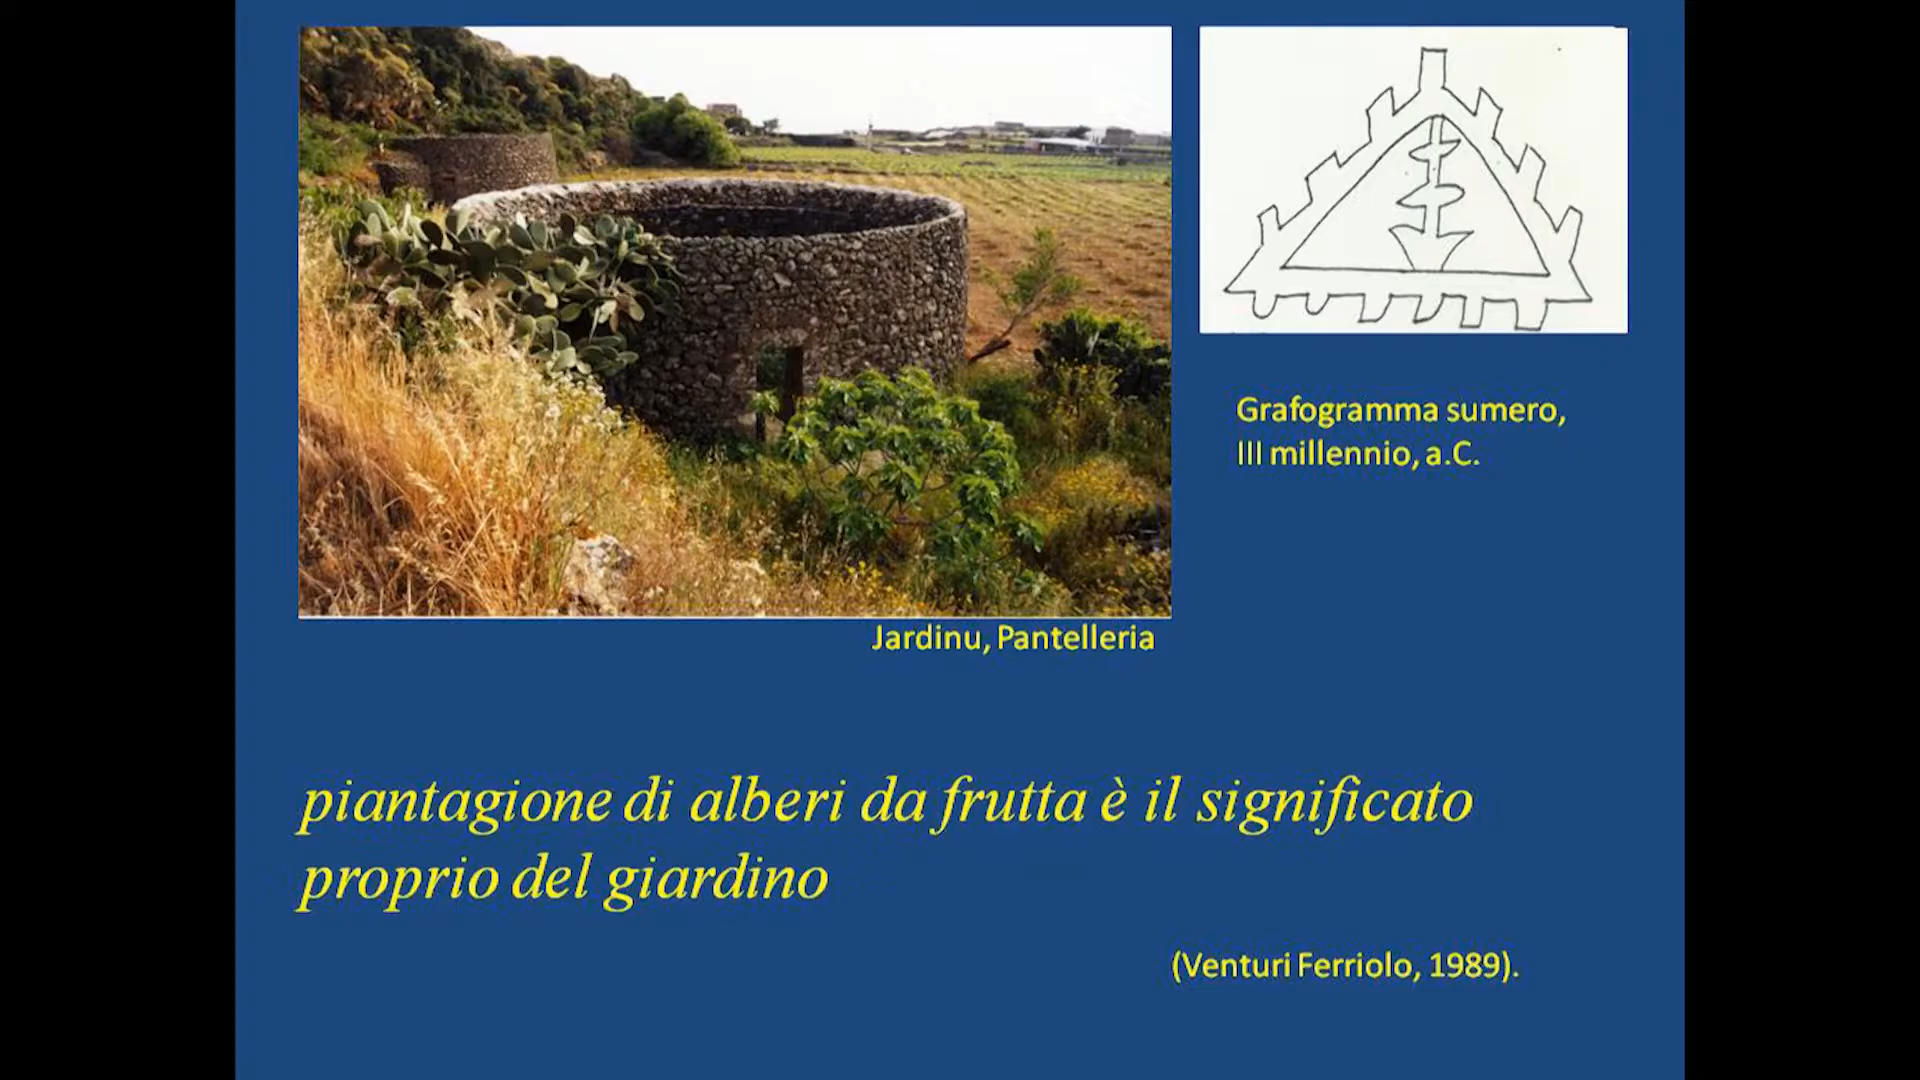 Grafogramma sumero,
III millennio, a.C.
Jardinu, Pantelleria
piantagione di alberi da frutta è il significato
proprio del giardino
(Venturi Ferriolo, 1989).